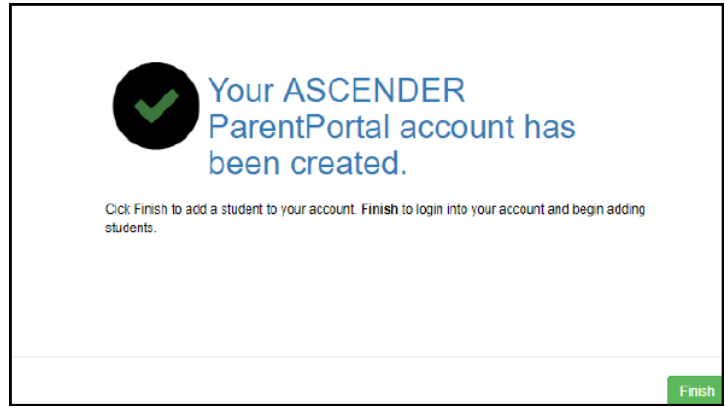 Your ASCENDER
ParentPortal account has
been created.
Cick Finish to add a student to your account. Finish to login into your account and begin adding
students.
Finish